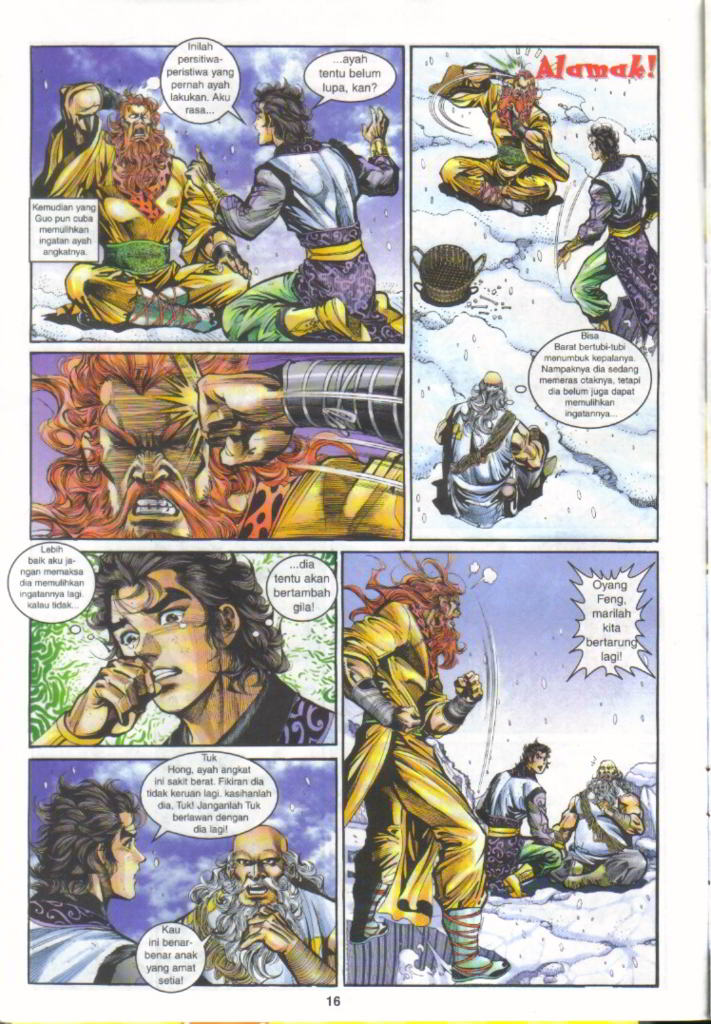 Inilah
persitiwa-
peristiwa yang
pernah ayah
lakukan. Aku
rasa...
...ayah
tentu belum
lupa, kan?
Kemudian yang
Guo pun cuba
memulihkan
ingatan ayah
angkatnya.
Alamak!
Bisa
Barat bertubi-tubi
menumbuk kepalanya.
Nampaknya dia sedang
memeras otaknya, tetapi
dia belum juga dapat
memulihkan
ingatannya...
Lebih
baik aku ja-
ngan memaksa
dia memulihkan
ingatannya lagi.
kalau tidak...
...dia
tentu akan
bertambah
gila!
Tuk
Hong, ayah angkat
ini sakit berat. Fikiran dia
tidak keruan lagi. kasihanlah
dia, Tuk! Janganlah Tuk
berlawan dengan
dia lagi!
Kau
ini benar-
benar anak
yang amat
setia!
Oyang
Feng,
marilah
kita
bertarung
lagi!
16